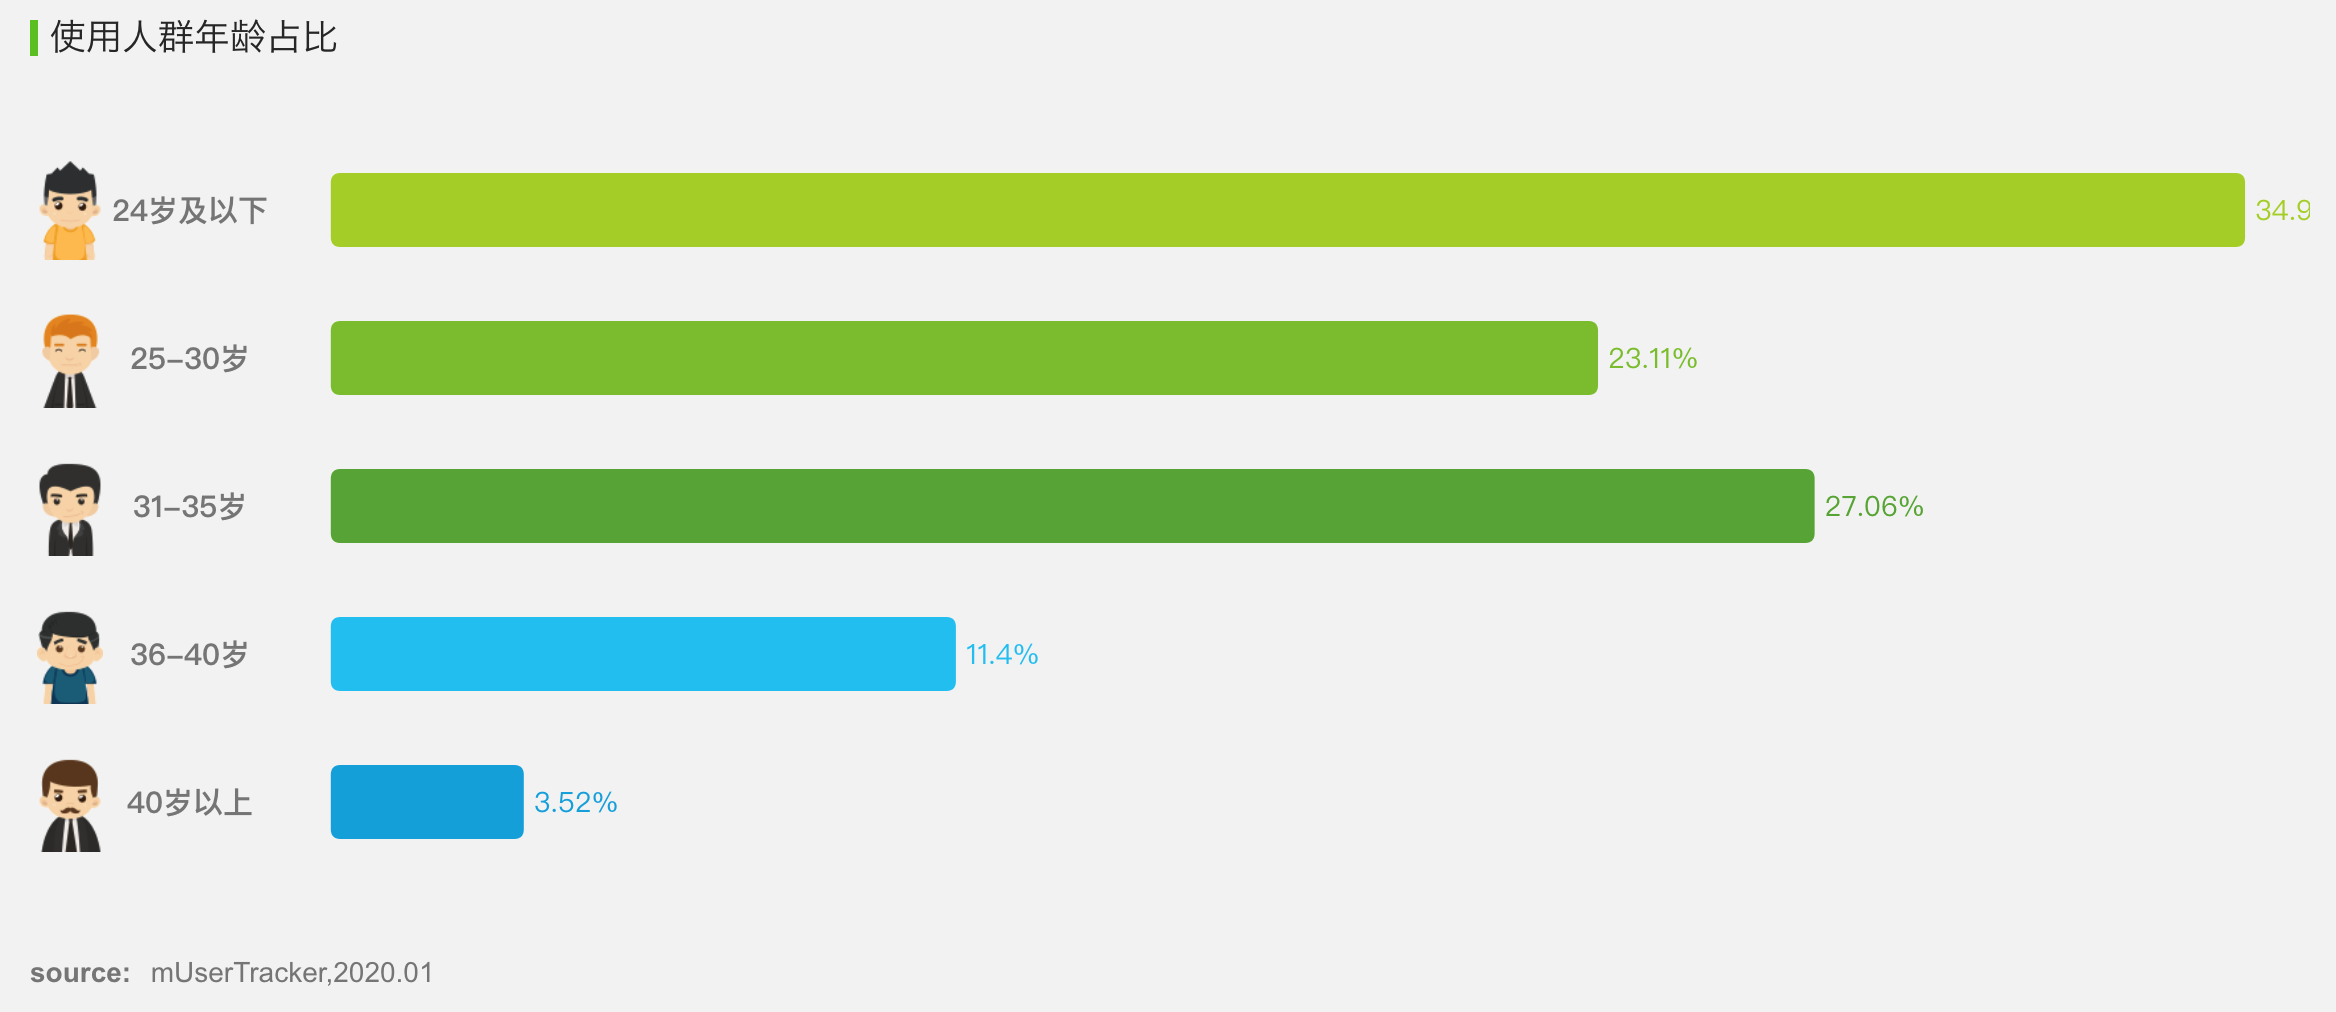 使用人群年龄占比
24岁及以下 34.9
25-30岁 23.11%
31-35岁 27.06%
36-40岁 11.4%
40岁以上 3.52%
source: mUserTracker,2020.01